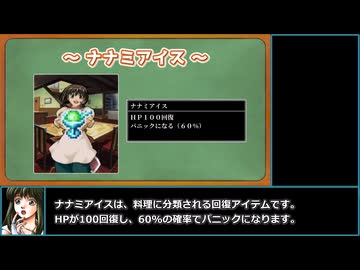 ～ ナナミアイス ～
ナナミアイス
ＨＰ１００回復
パニックになる（６０％）
ナナミアイスは、料理に分類される回復アイテムです。
HPが100回復し、60%の確率でパニックになります。